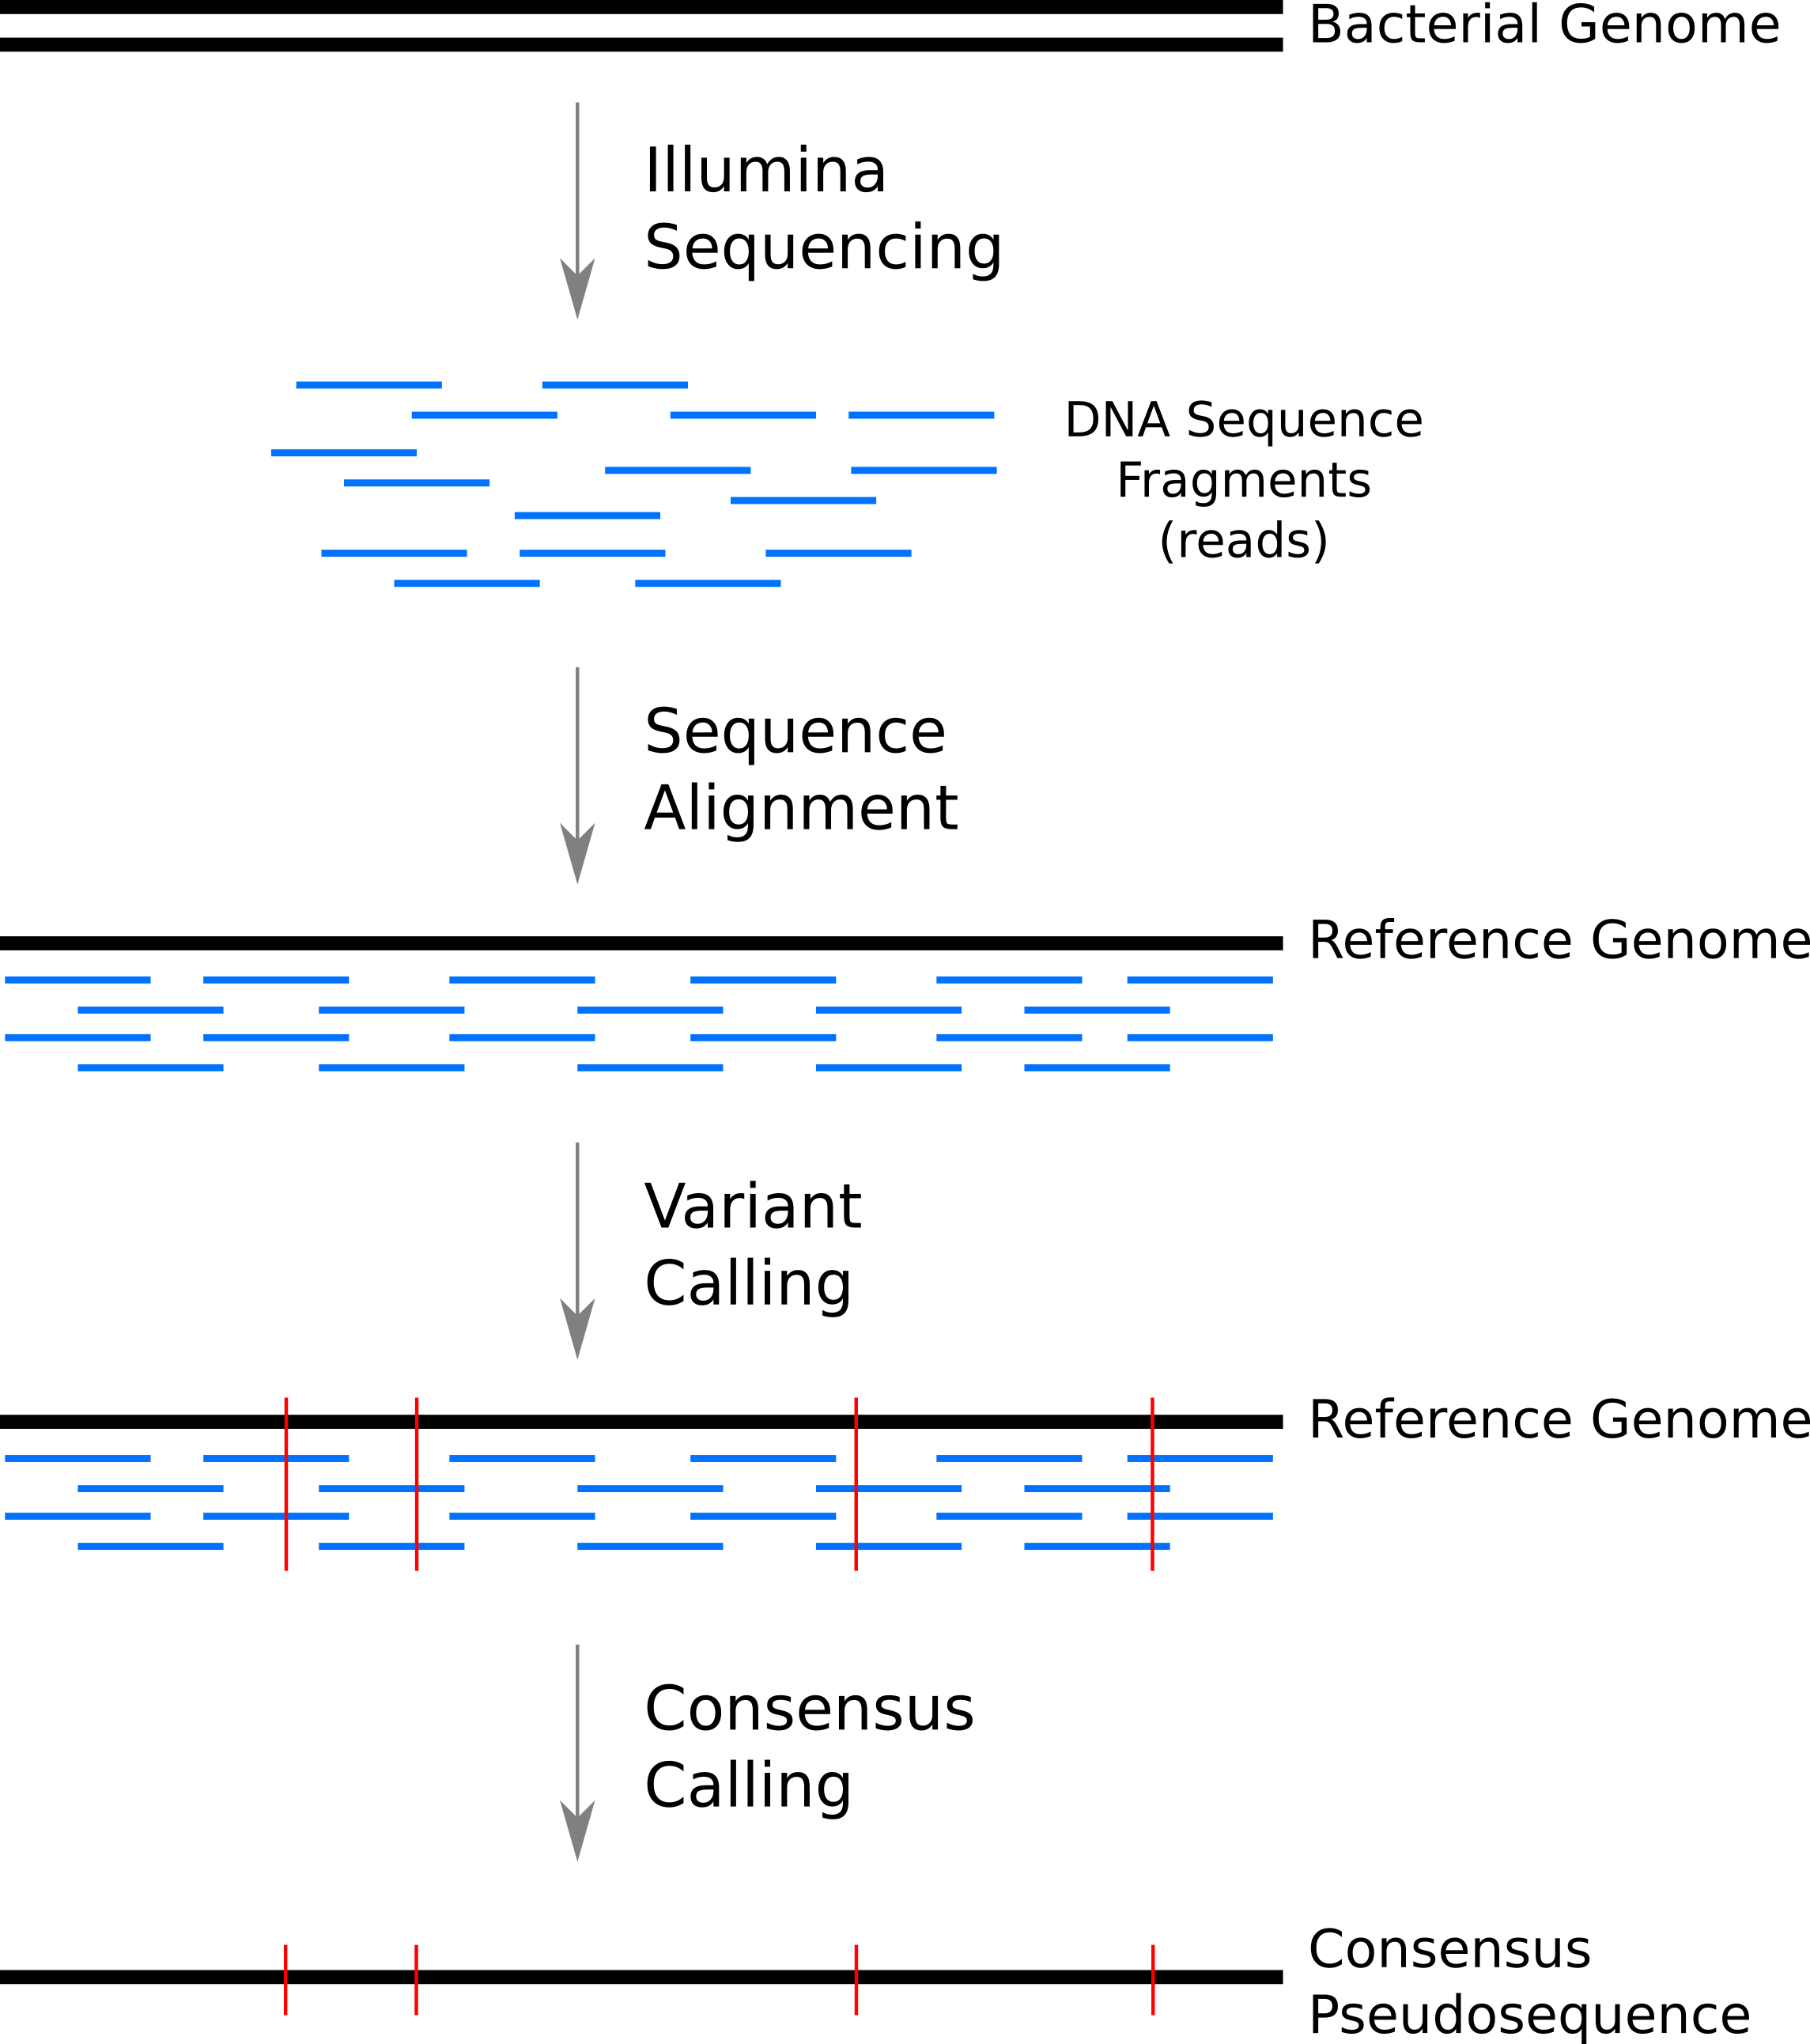 Bacterial Genome
Illumina
Sequencing
DNA Sequence
Fragments
(reads)
Sequence
Alignment
Reference Genome
Variant
Calling
Reference Genome
Consensus
Calling
Consensus
Pseudosequence